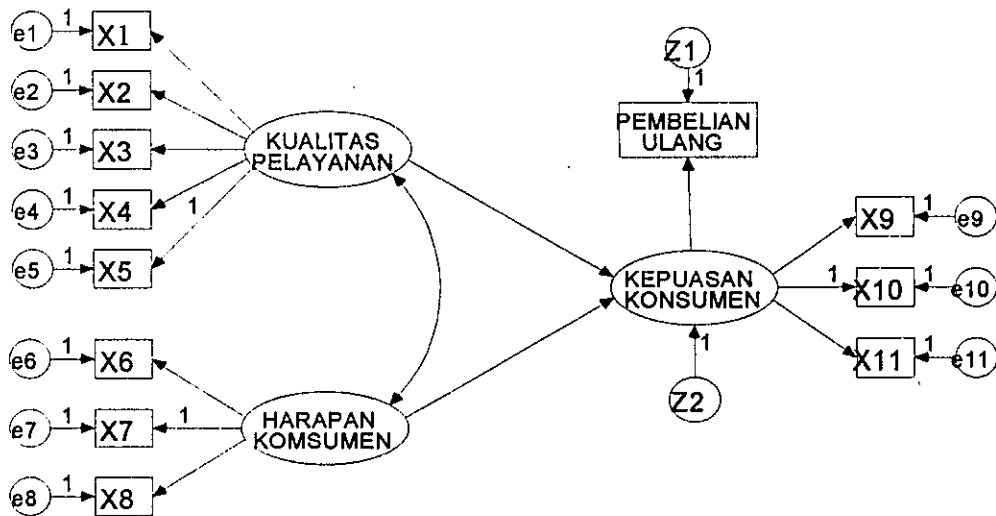 e1 1 X1
e2 1 X2
e3 1 X3
e4 1 X4
e5 1 X5
1
KUALITAS
PELAYANAN
e6 1 X6
e7 1 X7 1
e8 1 X8
HARAPAN
KOMSUMEN
Z1
1
PEMBELIAN
ULANG
KEPUASAN
KONSUMEN
1
Z2
X9 1 e9
1 X10 1 e10
X11 1 e11